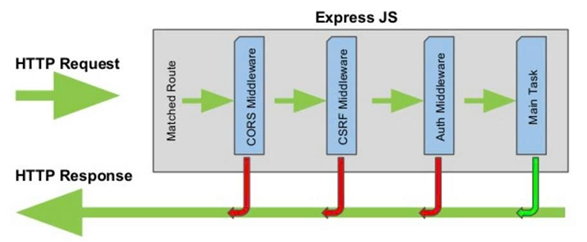 Express JS
HTTP Request
Matched Route
CORS Middleware
CSRF Middleware
Auth Middleware
Main Task
HTTP Response